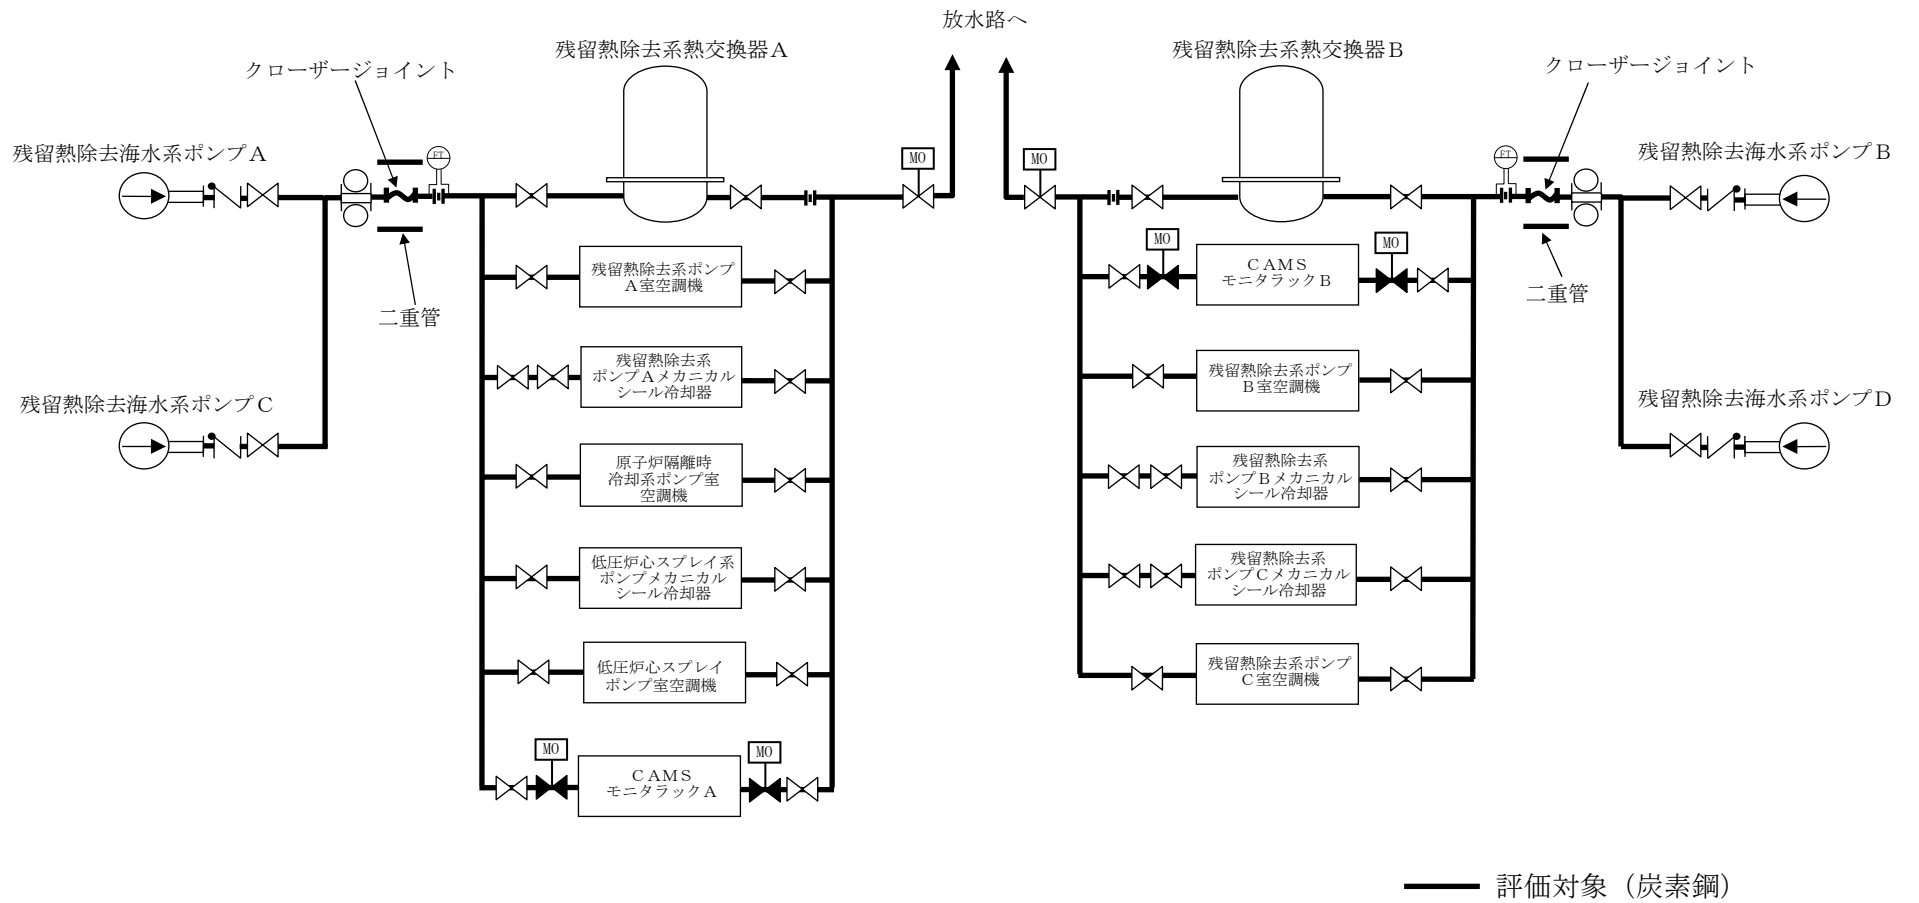 放水路へ
残留熱除去系熱交換器A
残留熱除去系熱交換器B
クローザージョイント
クローザージョイント
残留熱除去海水系ポンプA
残留熱除去海水系ポンプB
FT
MO
MO
FT
二重管
二重管
残留熱除去系ポンプ
A室空調機
残留熱除去系
ポンプAメカニカル
シール冷却器
残留熱除去海水系ポンプC
原子炉隔離時
冷却系ポンプ室
空調機
低圧炉心スプレイ系
ポンプメカニカル
シール冷却器
低圧炉心スプレイ
ポンプ室空調機
MO
MO
CAMS
モニタラックA
MO
MO
CAMS
モニタラックB
残留熱除去系ポンプ
B室空調機
残留熱除去海水系ポンプD
残留熱除去系
ポンプBメカニカル
シール冷却器
残留熱除去系
ポンプCメカニカル
シール冷却器
残留熱除去系ポンプ
C室空調機
評価対象（炭素鋼）